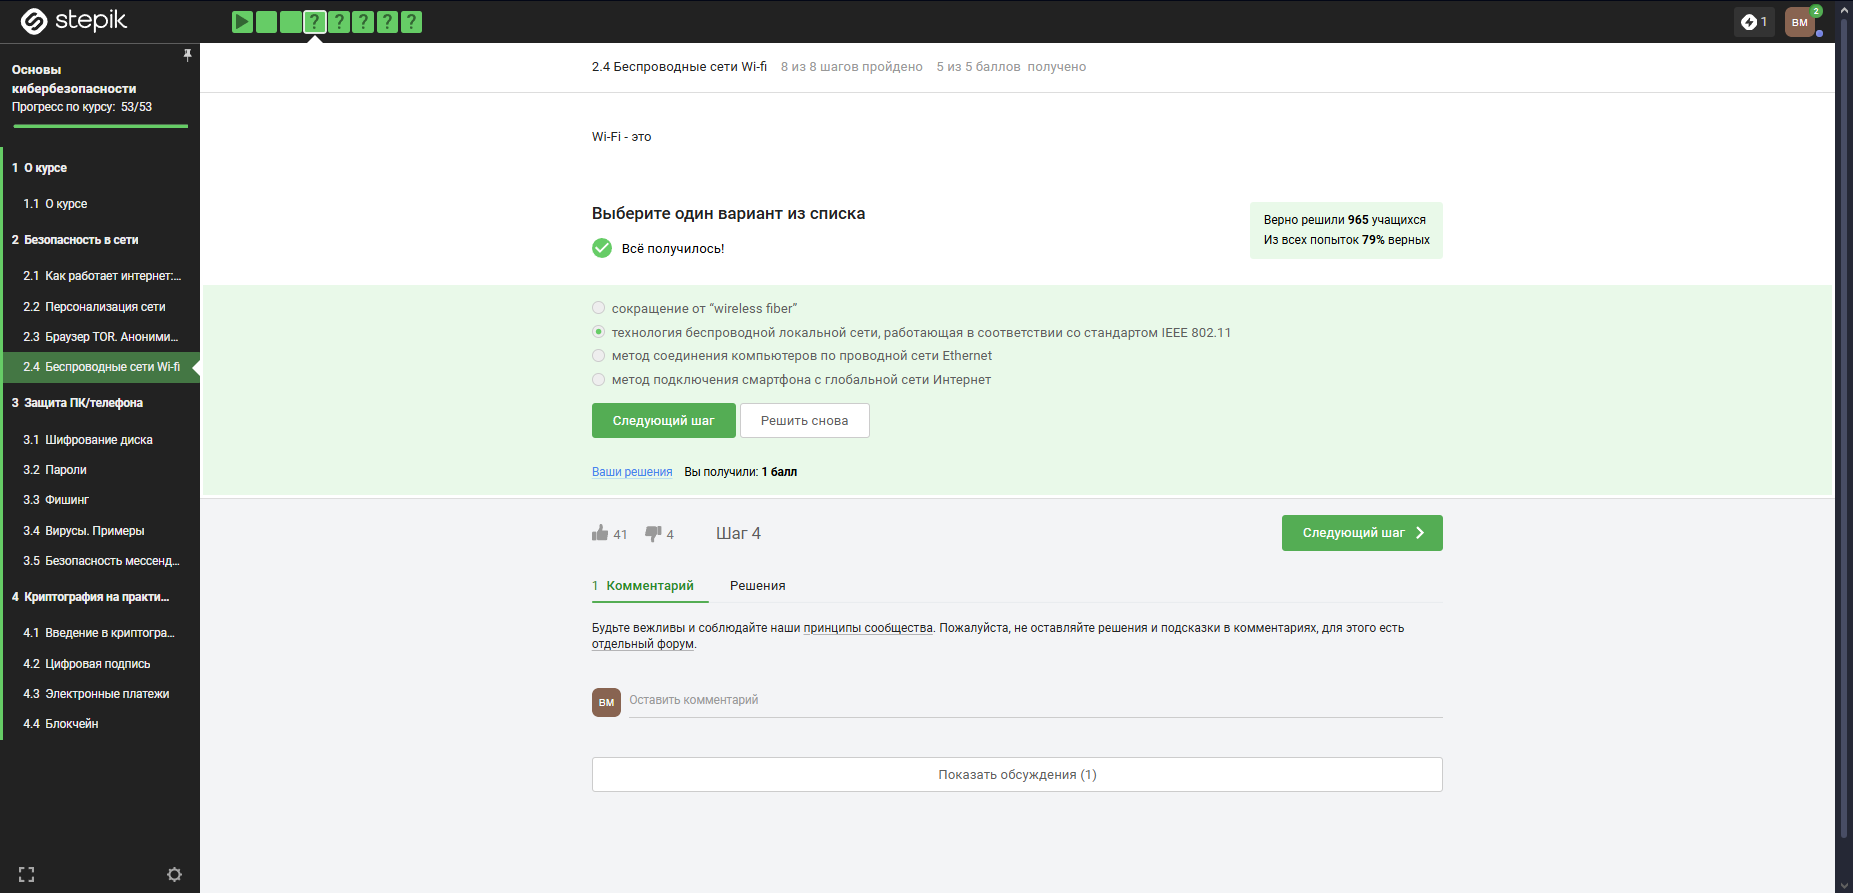 stepik
?
?
?
?
?
1
ВМ
2
Основы
кибербезопасности
Прогресс по курсу: 53/53
1 О курсе
1.1 О курсе
2 Безопасность в сети
2.1 Как работает интернет:...
2.2 Персонализация сети
2.3 Браузер TOR. Аноними...
2.4 Беспроводные сети Wi-fi
3 Защита ПК/телефона
3.1 Шифрование диска
3.2 Пароли
3.3 Фишинг
3.4 Вирусы. Примеры
3.5 Безопасность мессенд...
4 Криптография на практи...
4.1 Введение в криптогра...
4.2 Цифровая подпись
4.3 Электронные платежи
4.4 Блокчейн
2.4 Беспроводные сети Wi-fi 8 из 8 шагов пройдено 5 из 5 баллов получено
Wi-Fi - это
Выберите один вариант из списка
Всё получилось!
Верно решили 965 учащихся
Из всех попыток 79% верных
сокращение от “wireless fiber”
технология беспроводной локальной сети, работающая в соответствии со стандартом IEEE 802.11
метод соединения компьютеров по проводной сети Ethernet
метод подключения смартфона с глобальной сети Интернет
Следующий шаг
Решить снова
Ваши решения Вы получили: 1 балл
41
4
Шаг 4
Следующий шаг
1 Комментарий
Решения
Будьте вежливы и соблюдайте наши принципы сообщества. Пожалуйста, не оставляйте решения и подсказки в комментариях, для этого есть
отдельный форум.
ВМ
Оставить комментарий
Показать обсуждения (1)